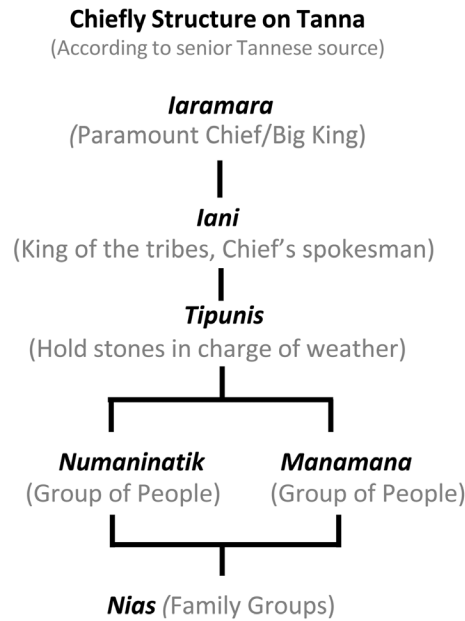 Chiefly Structure on Tanna
(According to senior Tannese source)
Iaramara
(Paramount Chief/Big King)
Iani
(King of the tribes, Chief’s spokesman)
Tipunis
(Hold stones in charge of weather)
Numaninatik Manamana
(Group of People) (Group of People)
Nias (Family Groups)